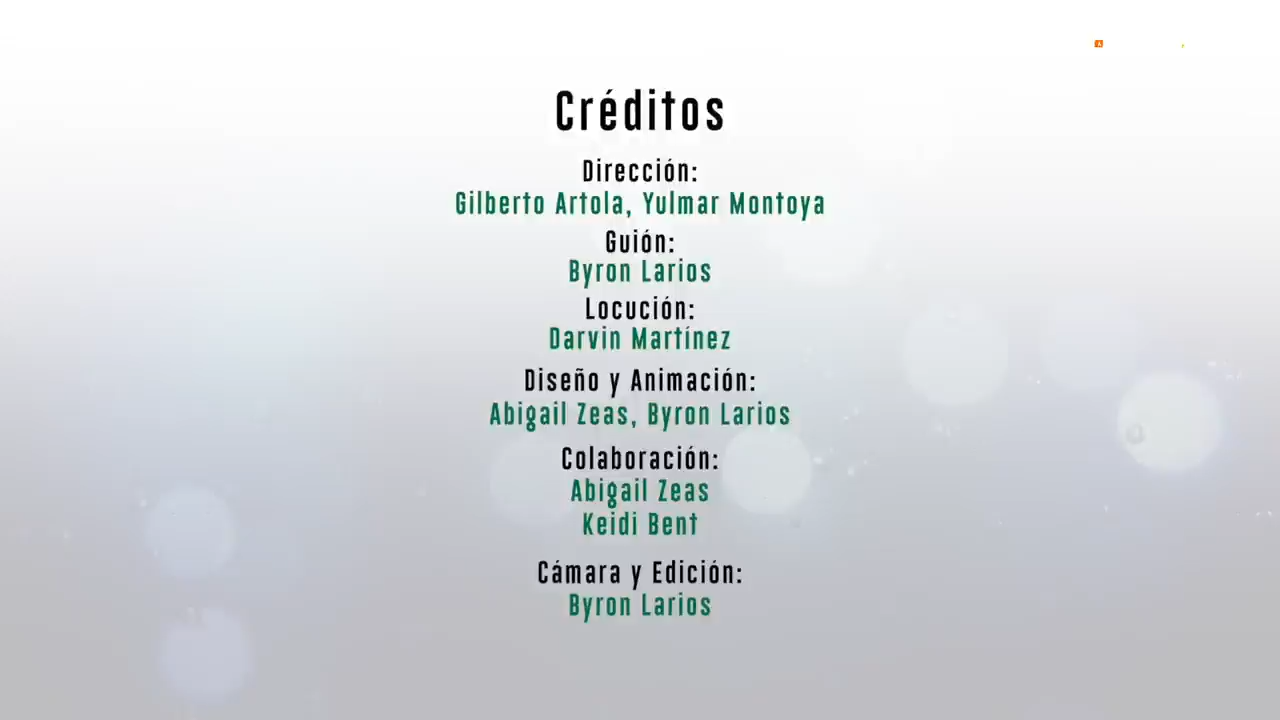 Créditos
Dirección:
Gilberto Artola, Yulmar Montoya
Guión:
Byron Larios
Locución:
Darvin Martínez
Diseño y Animación:
Abigail Zeas, Byron Larios
Colaboración:
Abigail Zeas
Keidi Bent
Cámara y Edición:
Byron Larios